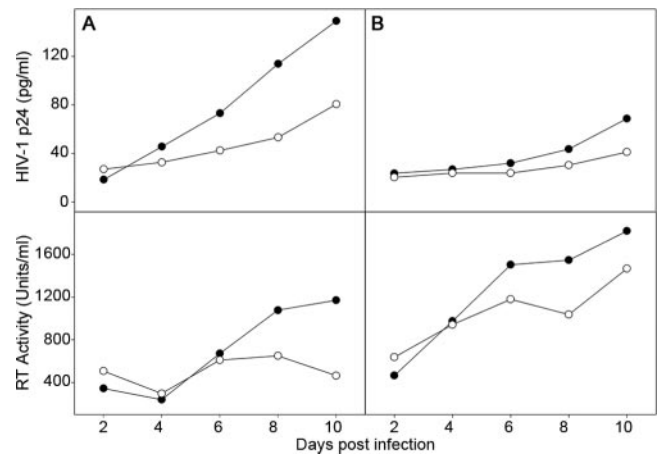 A
B
HIV-1 p24 (pg/ml)
120
80
40
0
RT Activity (Units/ml)
1600
1200
800
400
2 4 6 8 10 2 4 6 8 10
Days post infection